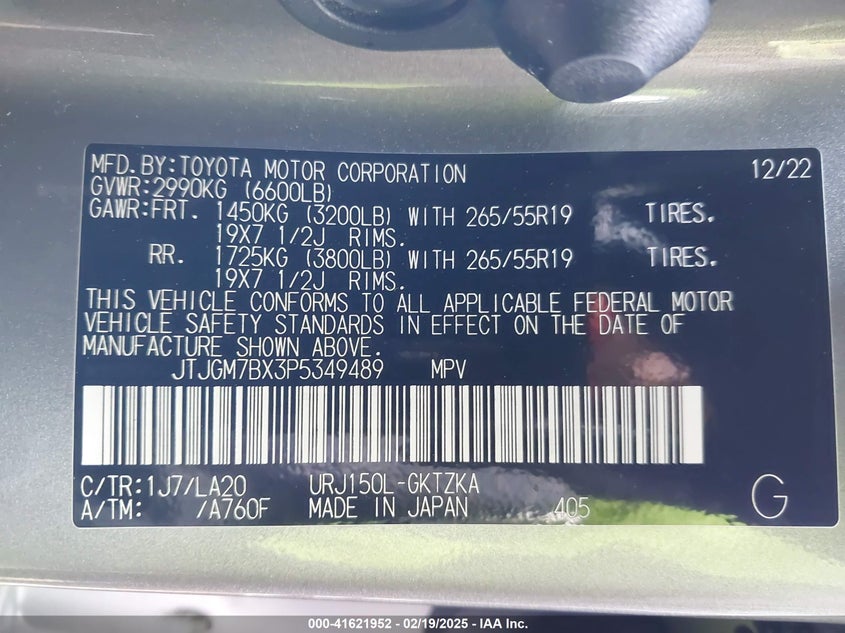 MFD.BY:TOYOTA MOTOR CORPORATION 12/22
GVWR:2990KG (6600LB)
GAWR:FRT. 1450KG (3200LB) WITH 265/55R19 TIRES.
19X7 1/2J RIMS.
RR. 1725KG (3800LB) WITH 265/55R19 TIRES.
19X7 1/2J RIMS.
THIS VEHICLE CONFORMS TO ALL APPLICABLE FEDERAL MOTOR
VEHICLE SAFETY STANDARDS IN EFFECT ON THE DATE OF
MANUFACTURE SHOWN ABOVE.
JTJGM7BX3P5349489 MPV
C/TR:1J7/LA20 URJ150L-GKTZKA
A/TM: /A760F MADE IN JAPAN 405 G
000-41621952 - 02/19/2025 - IAA Inc.